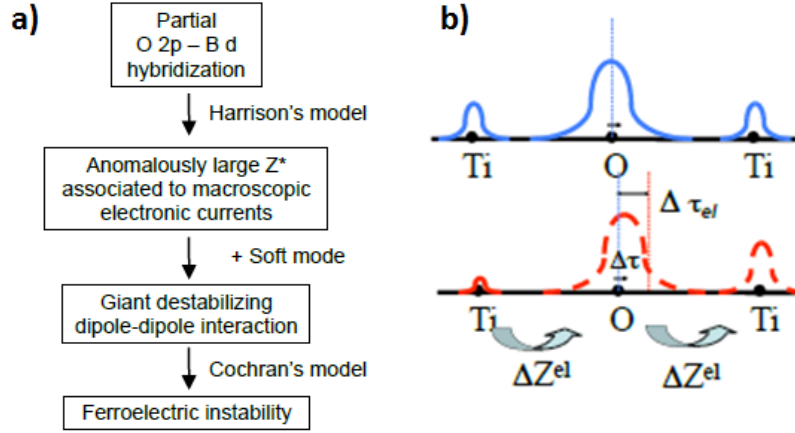 a)
Partial
O 2p – B d
hybridization
Harrison's model
Anomalously large Z*
associated to macroscopic
electronic currents
+ Soft mode
Giant destabilizing
dipole-dipole interaction
Cochran's model
Ferroelectric instability
b)
Ti O Ti
Δ τel
Δτ
Ti O Ti
ΔZel ΔZel